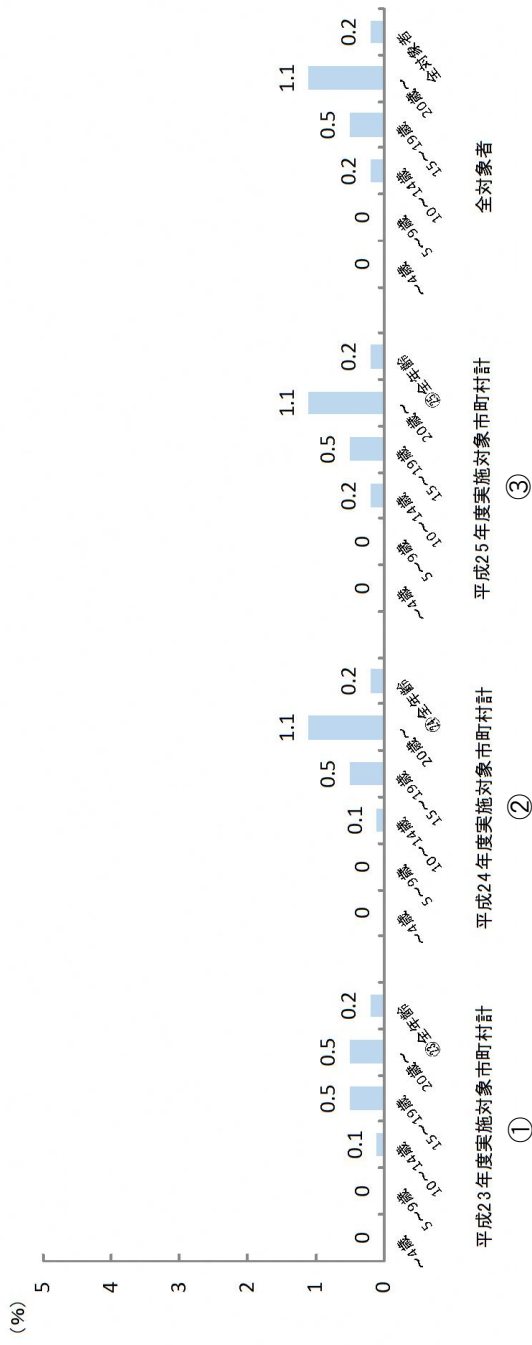 (%)
5
4
3
2
1
0
0 0 0.1 0.5 0.5 0.2
~4歳 5~9歳 10~14歳 15~19歳 20歳~ ㉓全年齢
平成23年度実施対象市町村計
①
0 0 0.1 0.5 1.1 0.2
~4歳 5~9歳 10~14歳 15~19歳 20歳~ ㉔全年齢
平成24年度実施対象市町村計
②
0 0 0.2 0.5 1.1 0.2
~4歳 5~9歳 10~14歳 15~19歳 20歳~ ㉕全年齢
平成25年度実施対象市町村計
③
0 0 0.2 0.5 1.1 0.2
~4歳 5~9歳 10~14歳 15~19歳 20歳~ 全対象者
全対象者